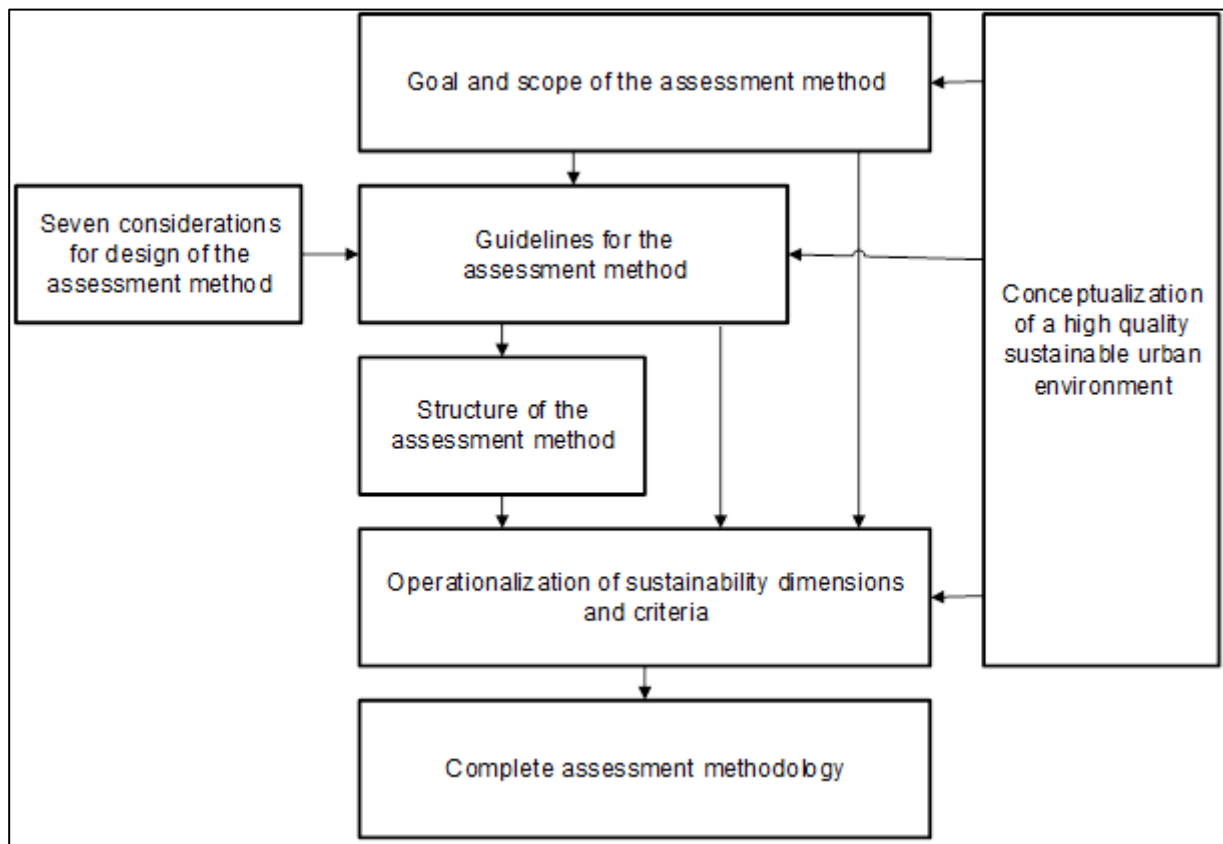 Goal and scope of the assessment method
Seven considerations
for design of the
assessment method
Guidelines for the
assessment method
Conceptualization
of a high quality
sustainable urban
environment
Structure of the
assessment method
Operationalization of sustainability dimensions
and criteria
Complete assessment methodology